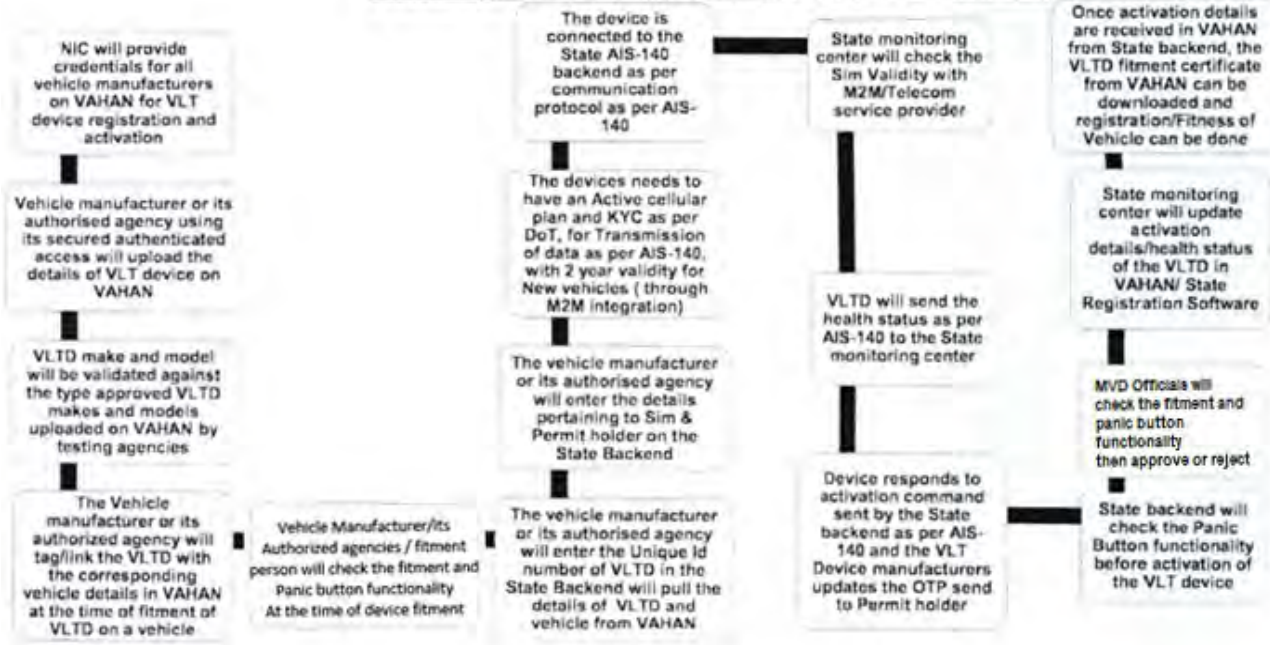 NIC will provide
credentials for all
vehicle manufacturers
on VAHAN for VLT
device registration and
activation
Vehicle manufacturer or its
authorised agency using
its secured authenticated
access will upload the
details of VLT device on
VAHAN
VLTD make and model
will be validated against
the type approved VLTD
makes and models
uploaded on VAHAN by
testing agencies
The Vehicle
manufacturer or its
authorized agency will
tag/link the VLTD with
the corresponding
vehicle details in VAHAN
at the time of fitment of
VLTD on a vehicle
Vehicle Manufacturer/its
Authorized agencies / fitment
person will check the fitment and
Panic button functionality
At the time of device fitment
The vehicle manufacturer
or its authorised agency
will enter the Unique Id
number of VLTD in the
State Backend will pull the
details of VLTD and
vehicle from VAHAN
The vehicle manufacturer
or its authorised agency
will enter the details
pertaining to Sim &
Permit holder on the
State Backend
The devices needs to
have an Active cellular
plan and KYC as per
DoT, for Transmission
of data as per AIS-140,
with 2 year validity for
New vehicles ( through
M2M integration)
The device is
connected to the
State AIS-140
backend as per
communication
protocol as per AIS-
140
State monitoring
center will check the
Sim Validity with
M2M/Telecom
service provider
VLTD will send the
health status as per
AIS-140 to the State
monitoring center
Device responds to
activation command
sent by the State
backend as per AIS-
140 and the VLT
Device manufacturers
updates the OTP send
to Permit holder
State backend will
check the Panic
Button functionality
before activation of
the VLT device
MVD Officials will
check the fitment and
panic button
functionality
then approve or reject
State monitoring
center will update
activation
details/health status
of the VLTD in
VAHAN/ State
Registration Software
Once activation details
are received in VAHAN
from State backend, the
VLTD fitment certificate
from VAHAN can be
downloaded and
registration/Fitness of
Vehicle can be done